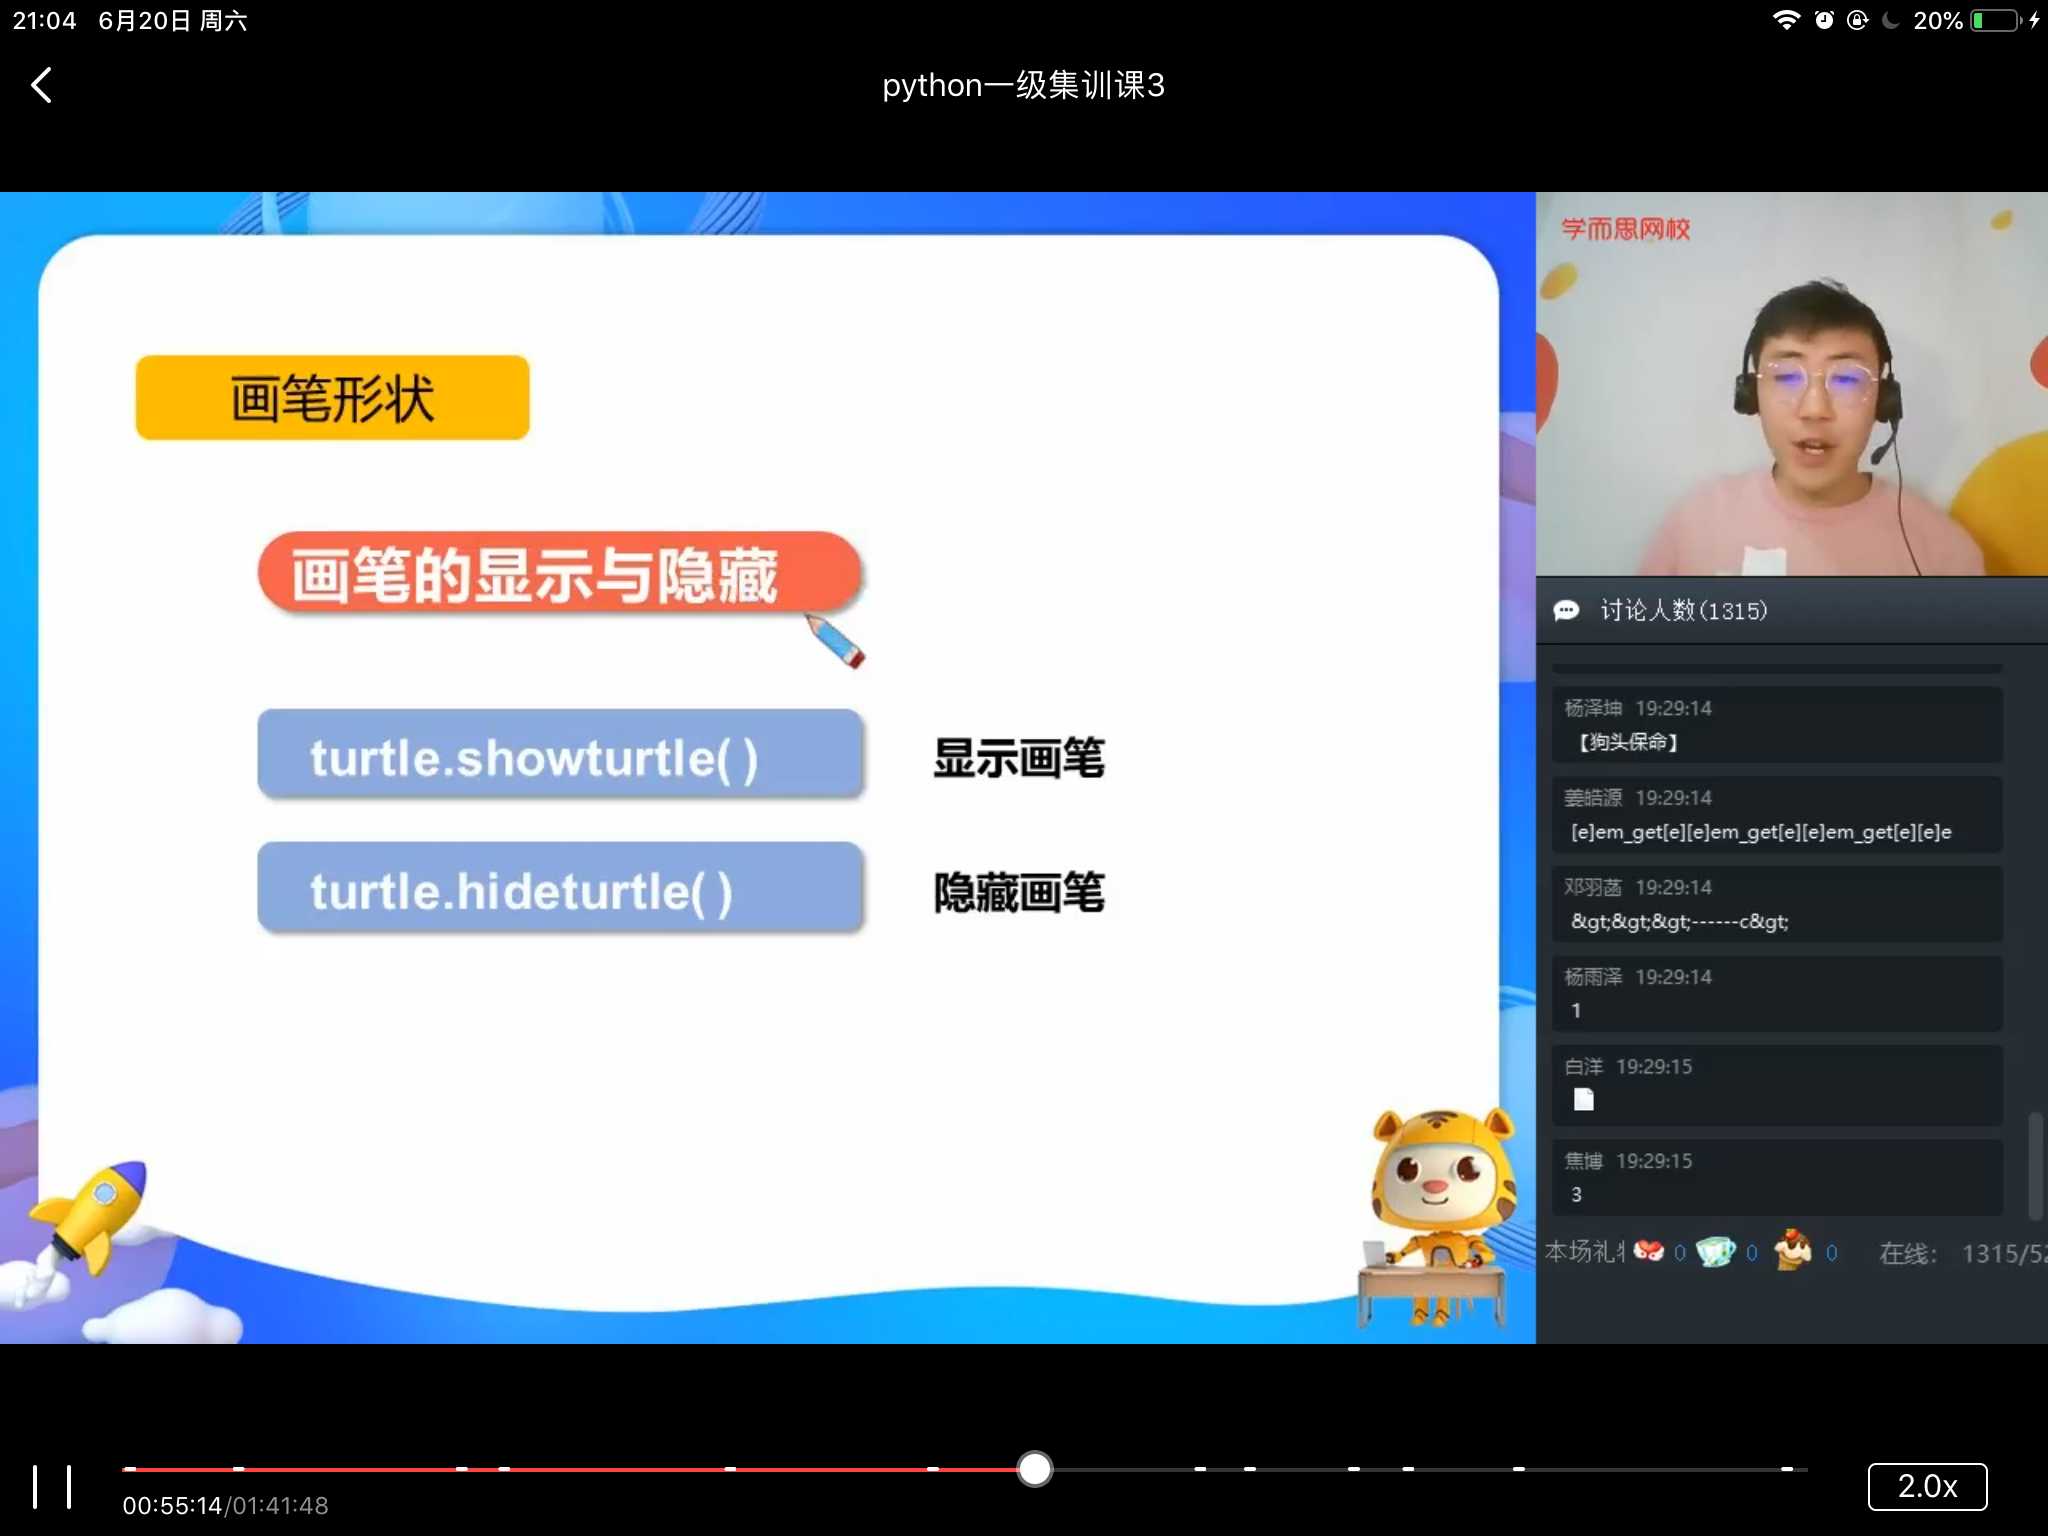 21:04 6月20日 周六
20%
python一级集训课3
学而思网校
画笔形状
画笔的显示与隐藏
turtle.showturtle( )
显示画笔
turtle.hideturtle( )
隐藏画笔
讨论人数(1315)
杨泽坤 19:29:14
【狗头保命】
姜皓源 19:29:14
[e]em_get[e][e]em_get[e][e]em_get[e][e]e
邓羽菡 19:29:14
&gt;&gt;&gt;------c&gt;
杨雨泽 19:29:14
1
白洋 19:29:15
焦博 19:29:15
3
本场礼 0 0 0 在线: 1315/52
00:55:14/01:41:48
2.0x